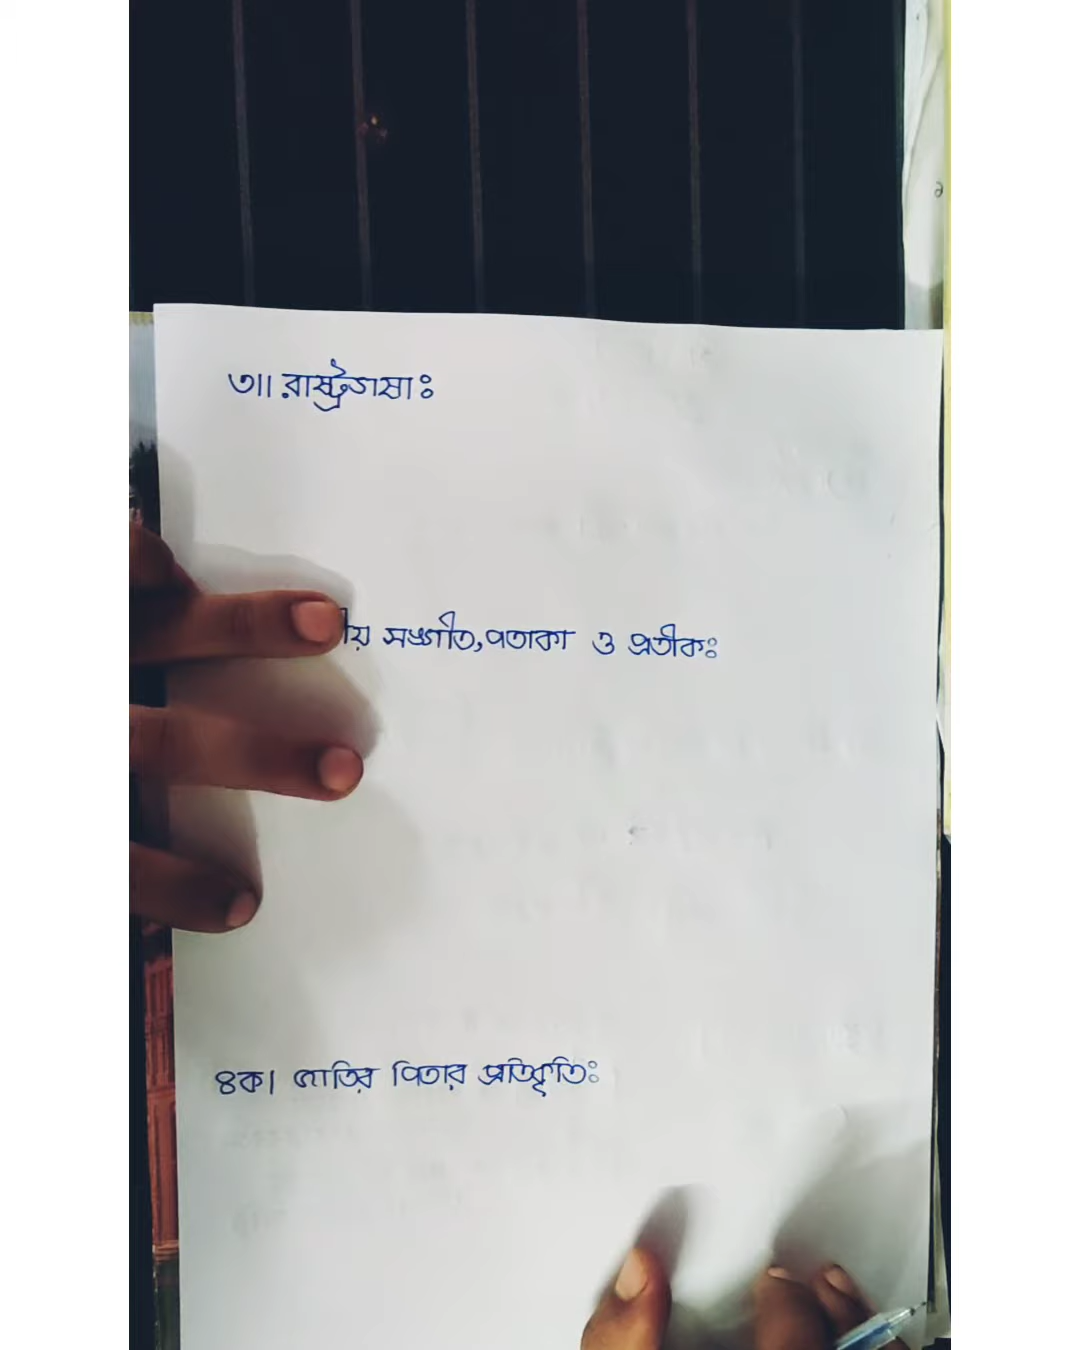 ৩।। রাষ্ট্রভাষাঃ
সঙ্গীত,পতাকা ও প্রতীকঃ
৪ক। জাতির পিতার প্রতিকৃতিঃ